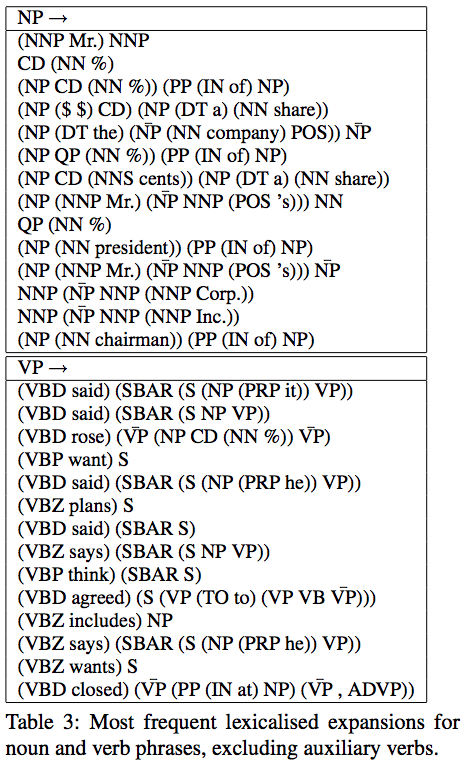 NP →
(NNP Mr.) NNP
CD (NN %)
(NP CD (NN %)) (PP (IN of) NP)
(NP ($ $) CD) (NP (DT a) (NN share))
(NP (DT the) (N̄P (NN company) POS)) N̄P
(NP QP (NN %)) (PP (IN of) NP)
(NP CD (NNS cents)) (NP (DT a) (NN share))
(NP (NNP Mr.) (N̄P NNP (POS ’s))) NN
QP (NN %)
(NP (NN president)) (PP (IN of) NP)
(NP (NNP Mr.) (N̄P NNP (POS ’s))) N̄P
NNP (N̄P NNP (NNP Corp.))
NNP (N̄P NNP (NNP Inc.))
(NP (NN chairman)) (PP (IN of) NP)
VP →
(VBD said) (SBAR (S (NP (PRP it)) VP))
(VBD said) (SBAR (S NP VP))
(VBD rose) (V̄P (NP CD (NN %)) V̄P)
(VBP want) S
(VBD said) (SBAR (S (NP (PRP he)) VP))
(VBZ plans) S
(VBD said) (SBAR S)
(VBZ says) (SBAR (S NP VP))
(VBP think) (SBAR S)
(VBD agreed) (S (VP (TO to) (VP VB V̄P)))
(VBZ includes) NP
(VBZ says) (SBAR (S (NP (PRP he)) VP))
(VBZ wants) S
(VBD closed) (V̄P (PP (IN at) NP) (V̄P , ADVP))
Table 3: Most frequent lexicalised expansions for
noun and verb phrases, excluding auxiliary verbs.